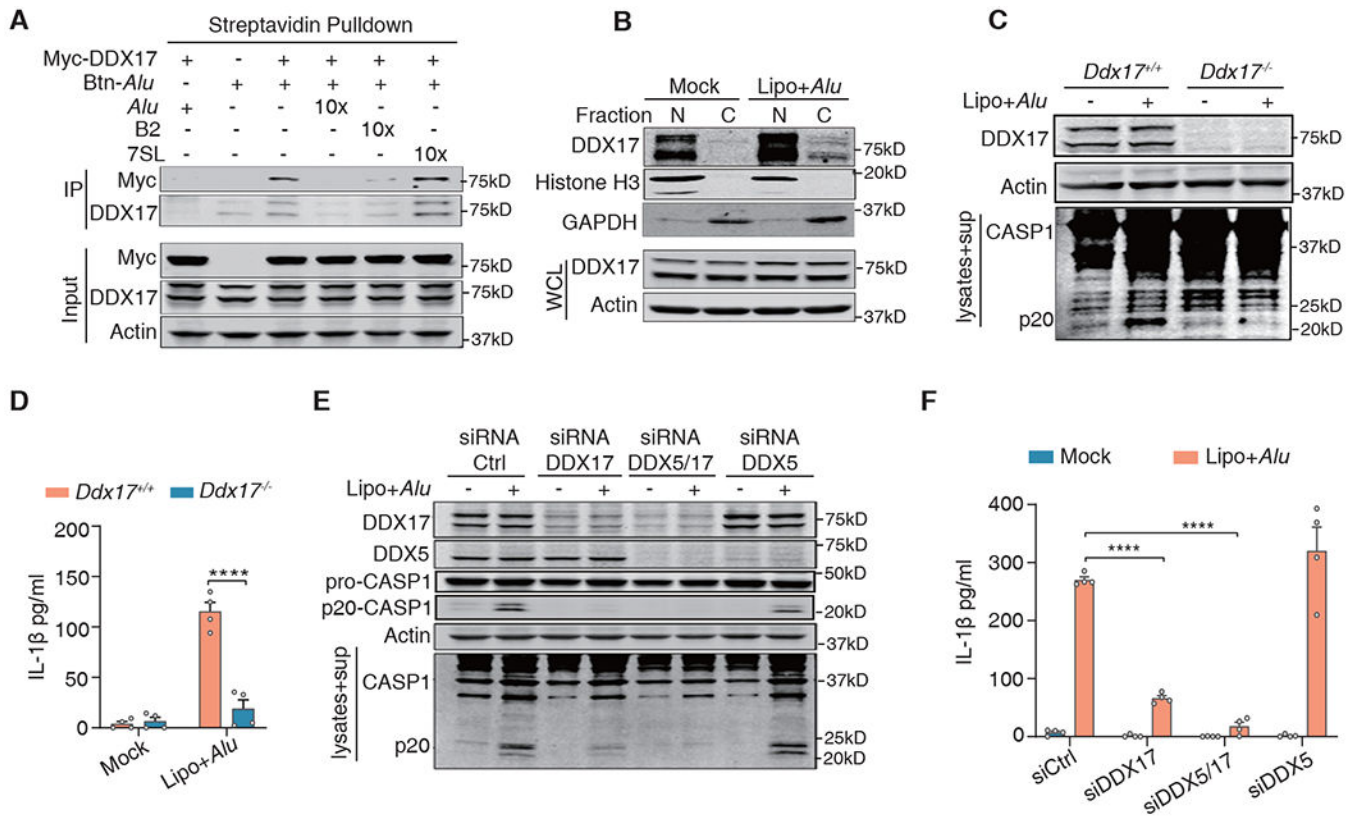 A
Streptavidin Pulldown
Myc-DDX17 + - + + + +
Btn-Alu - + + + + +
Alu + - - 10x - -
B2 - - - - 10x -
7SL - - - - - 10x
IP
Myc
75kD
DDX17
75kD
Input
Myc
75kD
DDX17
75kD
Actin
37kD
B
Mock Lipo+Alu
Fraction N C N C
DDX17
75kD
20kD
Histone H3
37kD
GAPDH
WCL
DDX17
75kD
Actin
37kD
C
Ddx17+/+ Ddx17-/-
Lipo+Alu - + - +
DDX17
75kD
Actin
lysates+sup
CASP1
37kD
25kD
p20
20kD
D
Ddx17+/+ Ddx17-/-
IL-1β pg/ml
200
150
100
50
0
****
Mock
Lipo+Alu
E
siRNA siRNA siRNA siRNA
Ctrl DDX17 DDX5/17 DDX5
Lipo+Alu - + - + - + - +
DDX17
75kD
DDX5
75kD
pro-CASP1
50kD
p20-CASP1
20kD
Actin
37kD
lysates+sup
CASP1
37kD
25kD
p20
20kD
F
Mock Lipo+Alu
IL-1β pg/ml
400
300
200
100
0
****
****
siCtrl
siDDX17
siDDX5/17
siDDX5